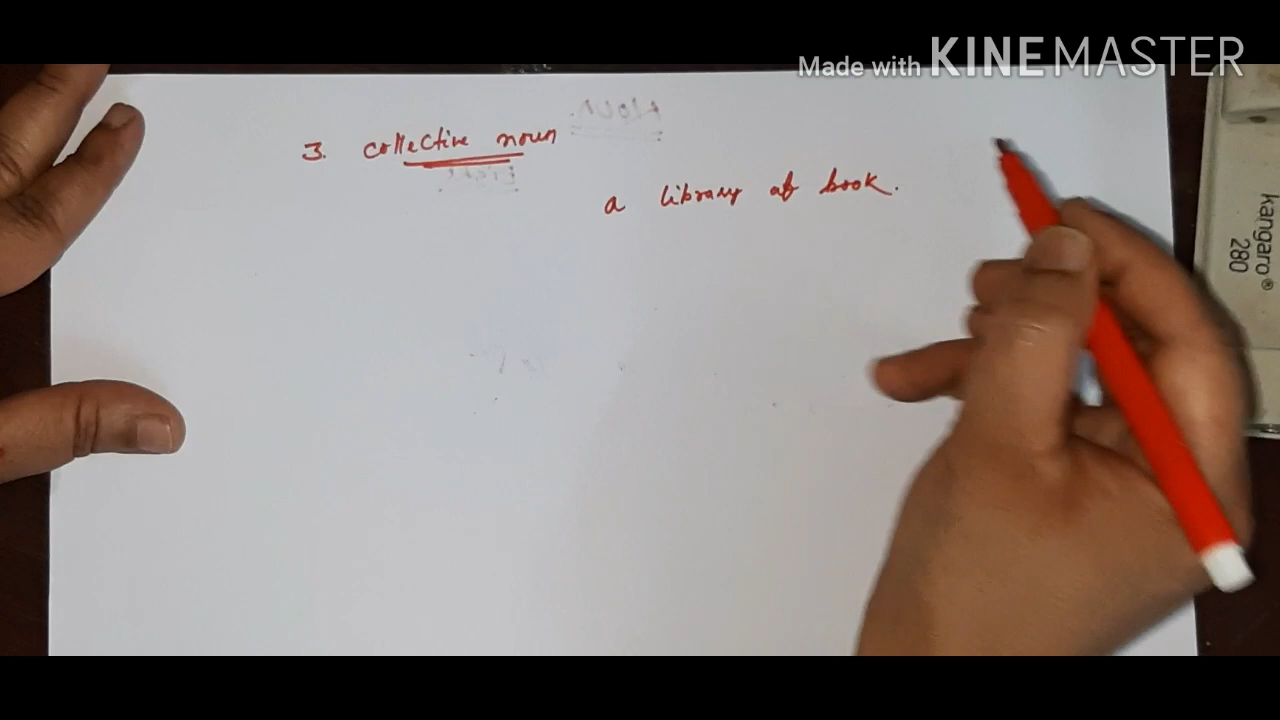 Made with KINEMASTER
3. collective noun
a library of book.
kangaro®
280